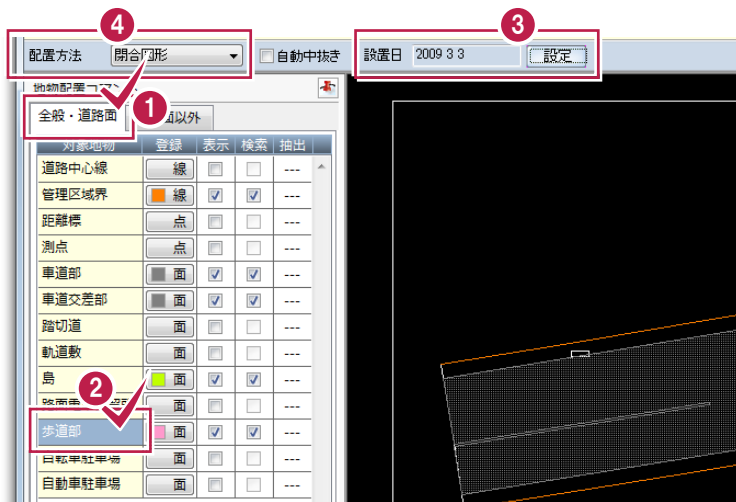 4
3
配置方法 閉合図形 自動中抜き 設置日 2009 3 3 設定
1
全般・道路面
対象地物 登録 表示 検索 抽出
道路中心線 線 ---
管理区域界 線 ---
距離標 点 ---
測点 点 ---
車道部 面 ---
車道交差部 面 ---
踏切道 面 ---
軌道敷 面 ---
島 面 ---
2
面 ---
歩道部 面 ---
自転車駐車場 面 ---
自動車駐車場 面 ---